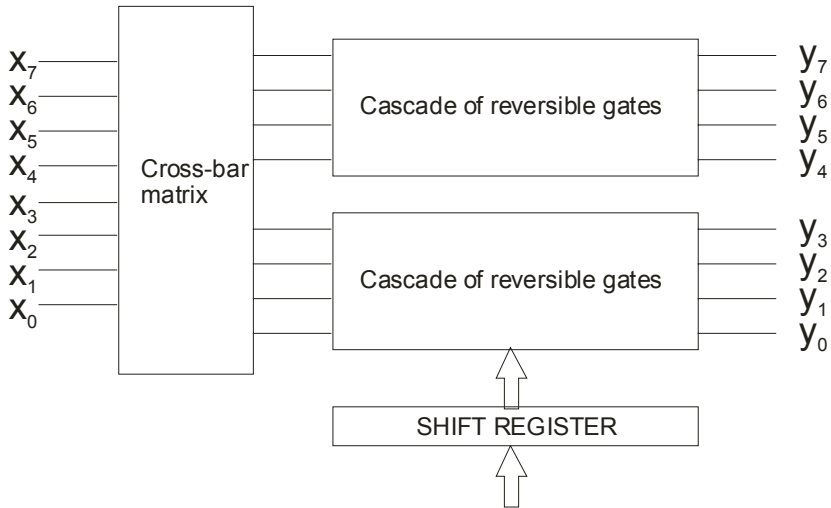 x₇
x₆
x₅
x₄
x₃
x₂
x₁
x₀
Cross-bar
matrix
Cascade of reversible gates
Cascade of reversible gates
SHIFT REGISTER
y₇
y₆
y₅
y₄
y₃
y₂
y₁
y₀